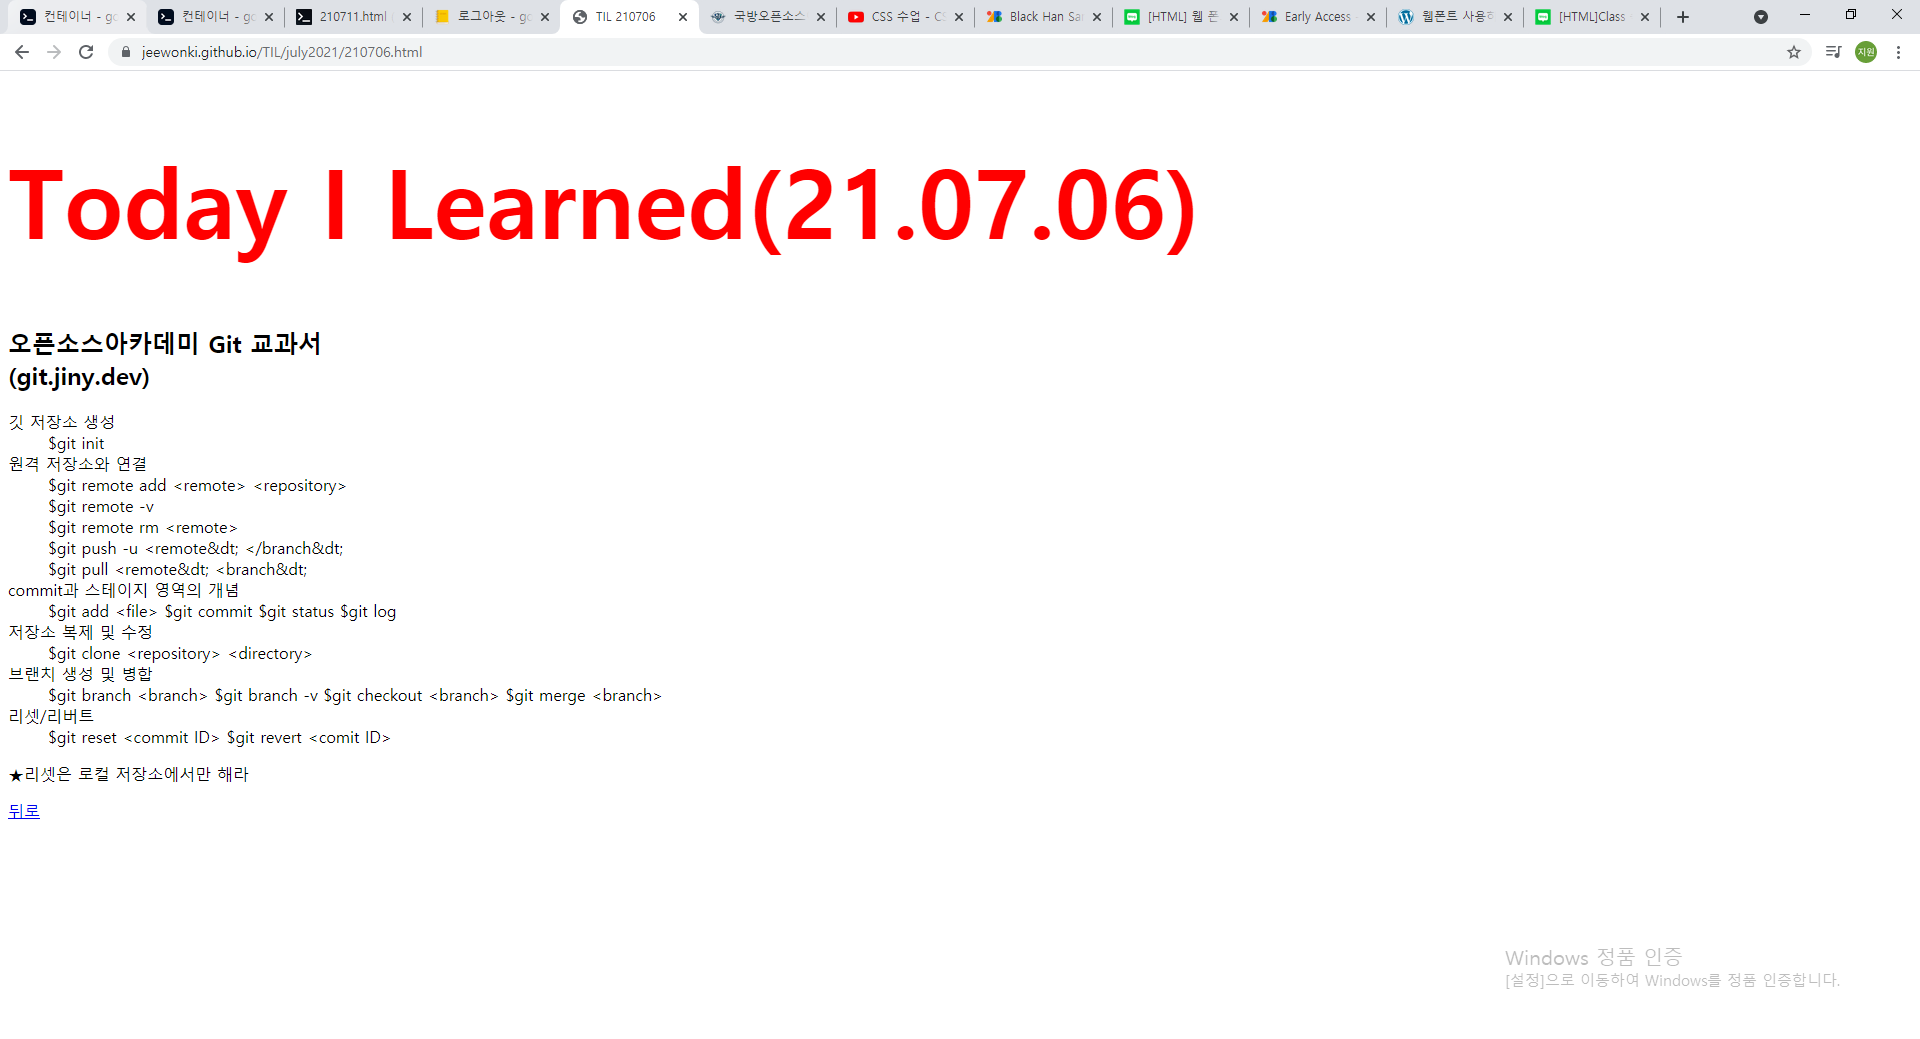 컨테이너 - gc
컨테이너 - gc
210711.html
로그아웃 - gc
TIL 210706
국방오픈소스
CSS 수업 - CS
Black Han Sa
[HTML] 웹 폰
Early Access
웹폰트 사용하
[HTML]Class
jeewonki.github.io/TIL/july2021/210706.html
지원
Today I Learned(21.07.06)
오픈소스아카데미 Git 교과서
(git.jiny.dev)
깃 저장소 생성
$git init
원격 저장소와 연결
$git remote add <remote> <repository>
$git remote -v
$git remote rm <remote>
$git push -u <remote&dt; </branch&dt;
$git pull <remote&dt; <branch&dt;
commit과 스테이지 영역의 개념
$git add <file> $git commit $git status $git log
저장소 복제 및 수정
$git clone <repository> <directory>
브랜치 생성 및 병합
$git branch <branch> $git branch -v $git checkout <branch> $git merge <branch>
리셋/리버트
$git reset <commit ID> $git revert <comit ID>
★리셋은 로컬 저장소에서만 해라
뒤로
Windows 정품 인증
[설정]으로 이동하여 Windows를 정품 인증합니다.